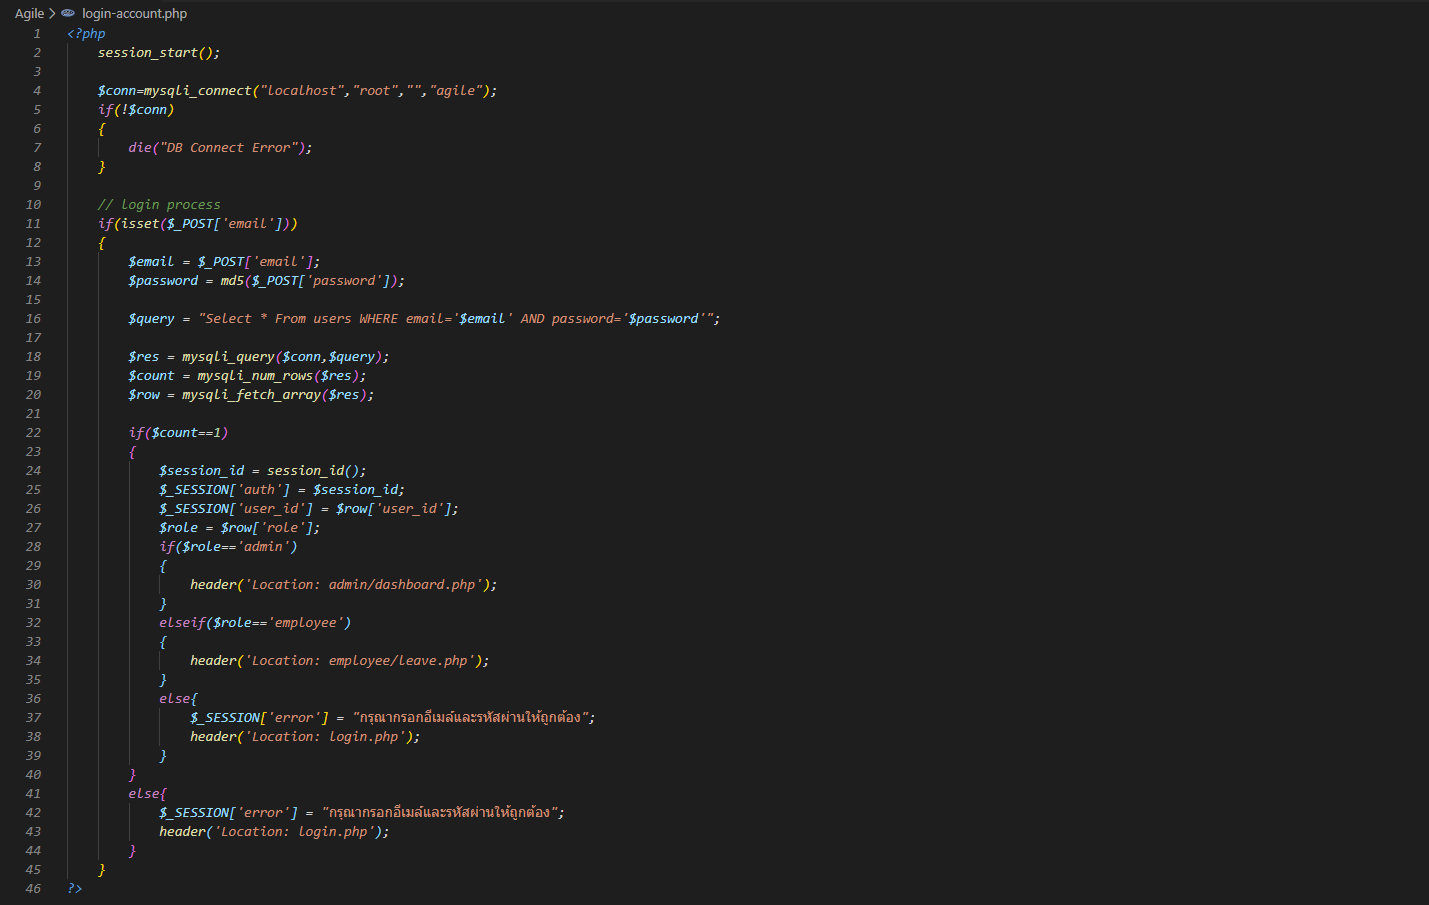 Agile > login-account.php
1 <?php
2 session_start();
3
4 $conn=mysqli_connect("localhost","root","","agile");
5 if(!$conn)
6 {
7 die("DB Connect Error");
8 }
9
10 // login process
11 if(isset($_POST['email']))
12 {
13 $email = $_POST['email'];
14 $password = md5($_POST['password']);
15
16 $query = "Select * From users WHERE email='$email' AND password='$password'";
17
18 $res = mysqli_query($conn,$query);
19 $count = mysqli_num_rows($res);
20 $row = mysqli_fetch_array($res);
21
22 if($count==1)
23 {
24 $session_id = session_id();
25 $_SESSION['auth'] = $session_id;
26 $_SESSION['user_id'] = $row['user_id'];
27 $role = $row['role'];
28 if($role=='admin')
29 {
30 header('Location: admin/dashboard.php');
31 }
32 elseif($role=='employee')
33 {
34 header('Location: employee/leave.php');
35 }
36 else{
37 $_SESSION['error'] = "กรุณากรอกอีเมล์และรหัสผ่านให้ถูกต้อง";
38 header('Location: login.php');
39 }
40 }
41 else{
42 $_SESSION['error'] = "กรุณากรอกอีเมล์และรหัสผ่านให้ถูกต้อง";
43 header('Location: login.php');
44 }
45 }
46 ?>